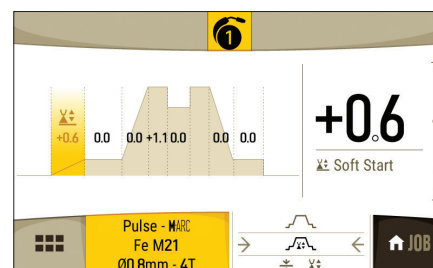 1
+0.6 0.0 0.0 +1.1 0.0 0.0 0.0
+0.6
Soft Start
Pulse - MARC
Fe M21
Ø0.8mm - 4T
JOB